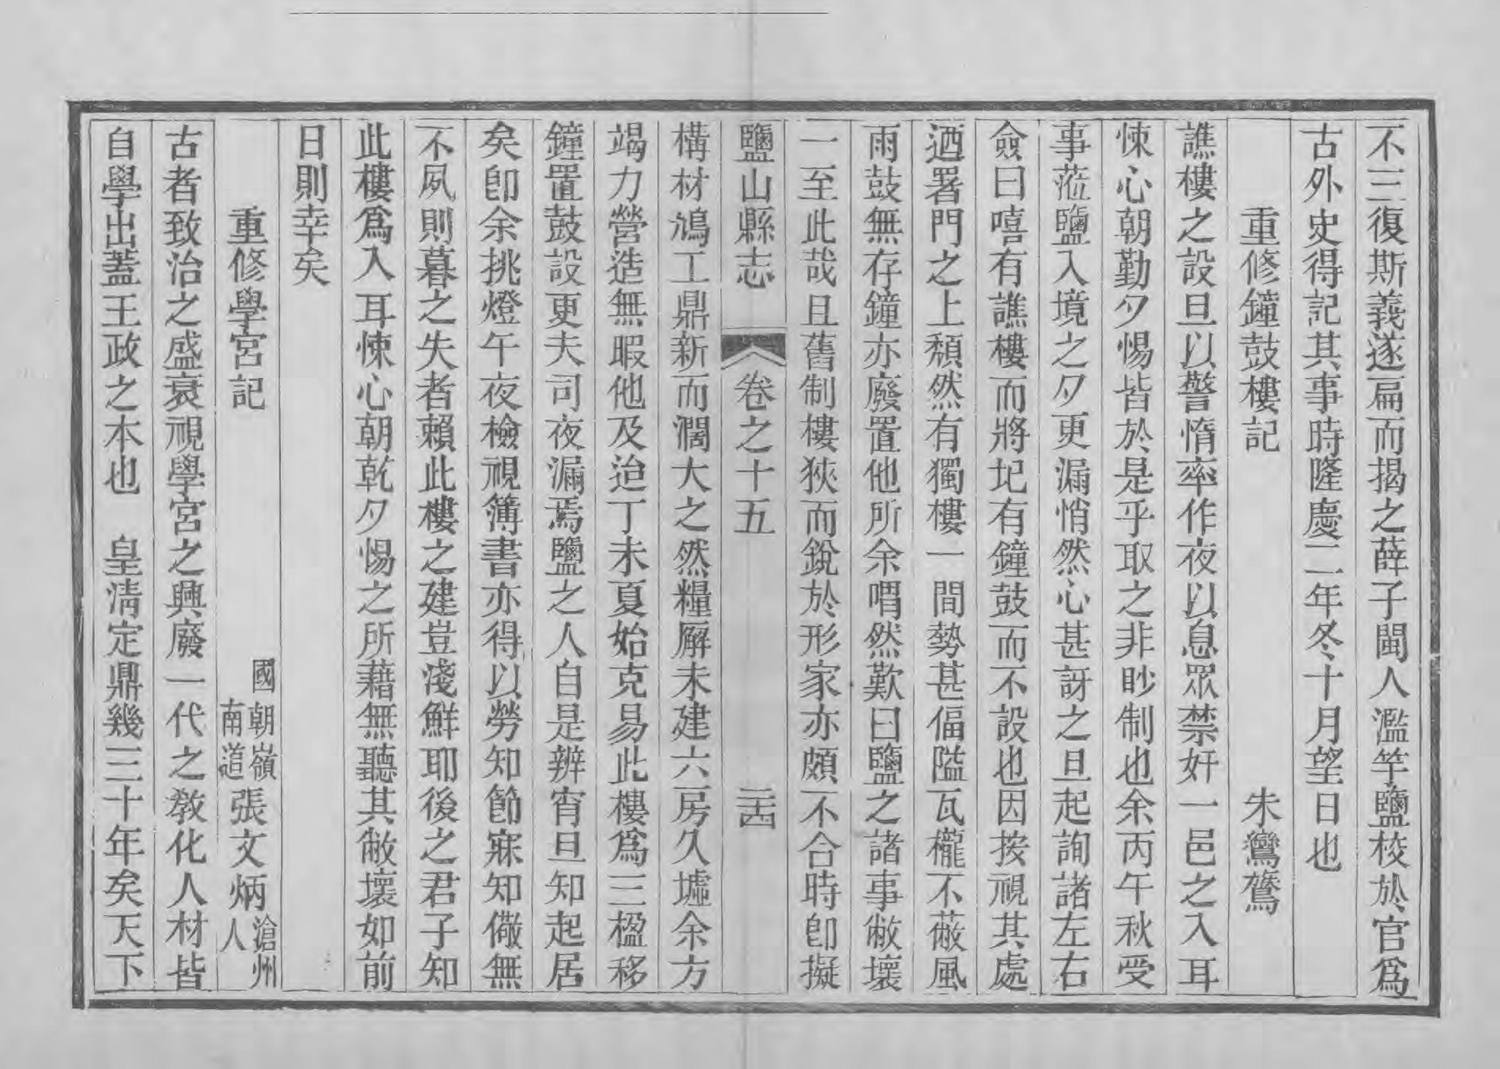 不三復斯義遂扁而揭之薛子閩人濫竽鹽校於官爲
古外史得記其事時隆慶二年冬十月望日也
重修鐘鼓樓記 朱鸞鶩
譙樓之設旦以警惰率作夜以息眾禁奸一邑之入耳
悚心朝勤夕惕皆於是乎取之非眇制也余丙午秋受
事蒞鹽入境之夕更漏悄然心甚訝之旦起詢諸左右
僉曰嘻有譙樓而將圮有鐘鼓而不設也因按視其處
迺署門之上頹然有獨樓一間勢甚偪隘瓦櫳不蔽風
雨鼓無存鐘亦廢置他所余喟然歎曰鹽之諸事敝壞
一至此哉且舊制樓狹而銳於形家亦頗不合時卽擬
鹽山縣志 卷之十五 三古
構材鳩工鼎新而濶大之然糧廨未建六房久墟余方
竭力營造無暇他及迨丁未夏始克易此樓爲三楹移
鐘置鼓設更夫司夜漏焉鹽之人自是辨宵旦知起居
矣卽余挑燈午夜檢視簿書亦得以勞知節寐知儆無
不夙則暮之失者賴此樓之建豈淺鮮耶後之君子知
此樓爲入耳悚心朝乾夕惕之所藉無聽其敝壞如前
日則幸矣
重修學宮記 國朝嶺南道張文炳滄州人
古者致治之盛衰視學宮之興廢一代之敎化人材皆
自學出蓋王政之本也 皇淸定鼎幾三十年矣天下